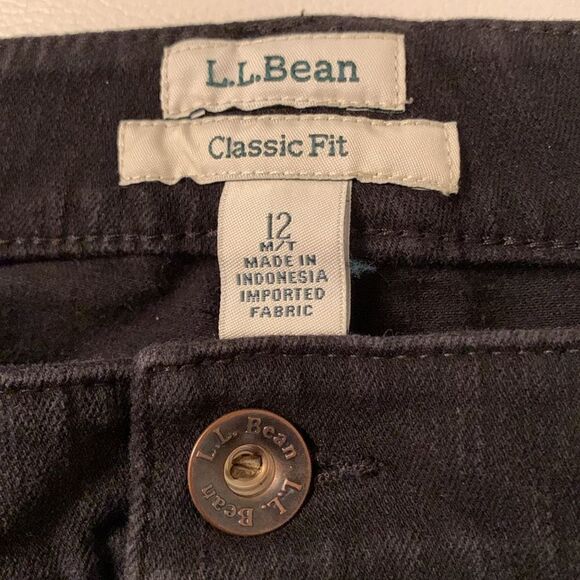 L.L.Bean
Classic Fit
12
M/T
MADE IN
INDONESIA
IMPORTED
FABRIC
L.L. Bean · L.L. Bean